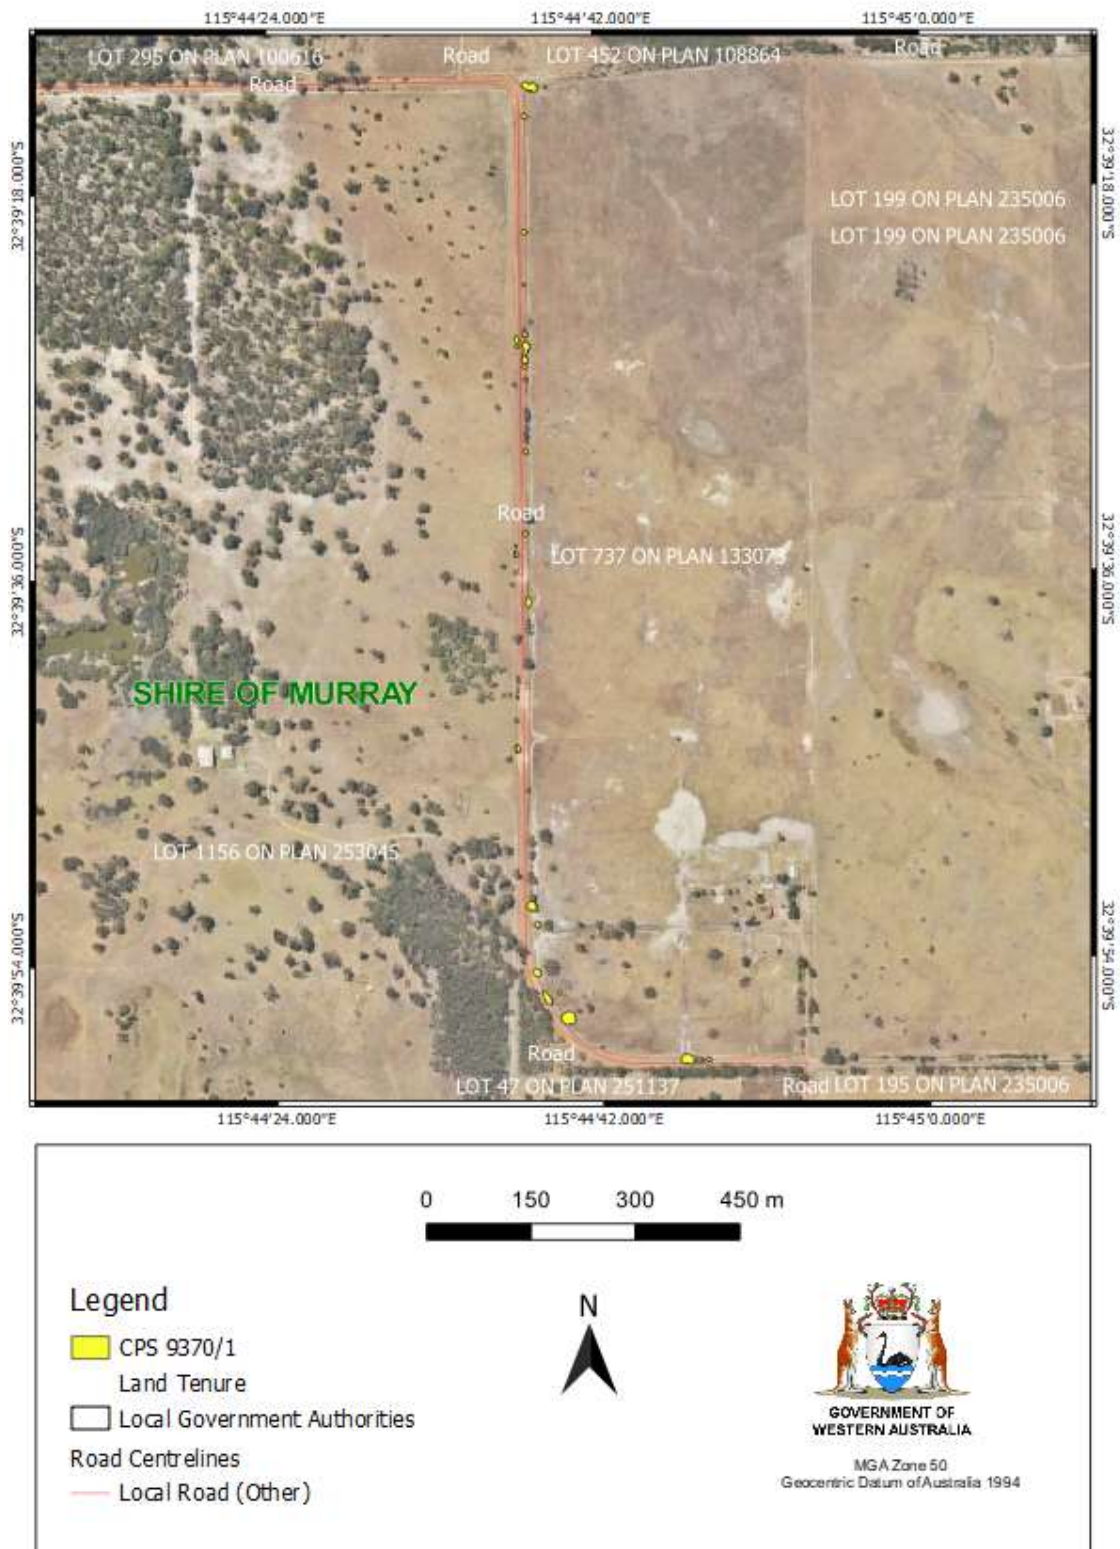 115°44'24.000"E 115°44'42.000"E 115°45'0.000"E
LOT 295 ON PLAN 100616 Road LOT 452 ON PLAN 108864 Road
Road
32°39'18.000"S
32°39'18.000"S
LOT 199 ON PLAN 235006
LOT 199 ON PLAN 235006
Road
LOT 737 ON PLAN 133073
32°39'36.000"S
32°39'36.000"S
SHIRE OF MURRAY
LOT 1156 ON PLAN 253045
32°39'54.000"S
32°39'54.000"S
Road
LOT 47 ON PLAN 251137 Road LOT 195 ON PLAN 235006
115°44'24.000"E 115°44'42.000"E 115°45'0.000"E
0 150 300 450 m
Legend
N
CPS 9370/1
Land Tenure
Local Government Authorities
Road Centrelines
Local Road (Other)
GOVERNMENT OF
WESTERN AUSTRALIA
MGA Zone 50
Geocentric Datum of Australia 1994